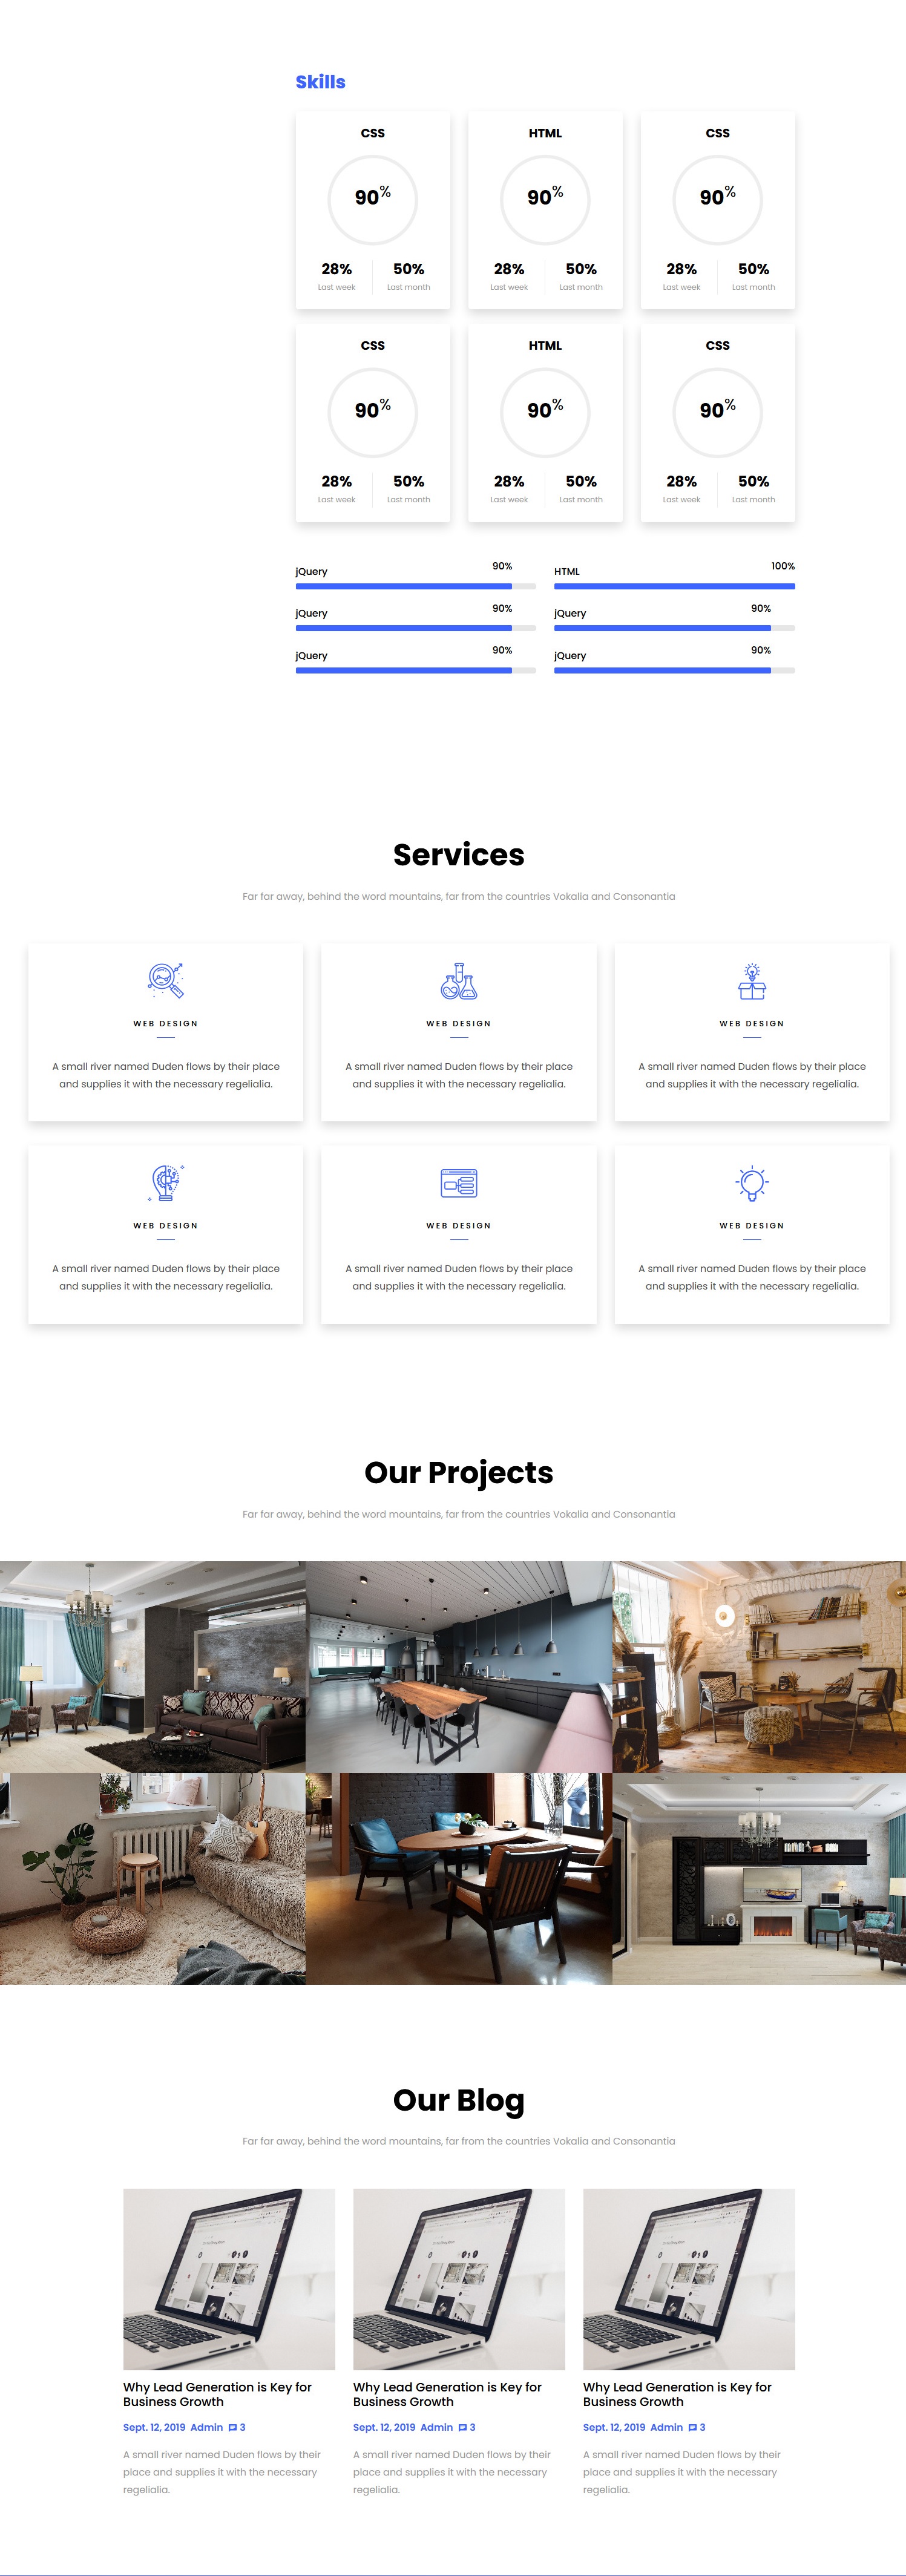 Skills
CSS
90%
28%
50%
Last week
Last month
HTML
90%
28%
50%
Last week
Last month
CSS
90%
28%
50%
Last week
Last month
CSS
90%
28%
50%
Last week
Last month
HTML
90%
28%
50%
Last week
Last month
CSS
90%
28%
50%
Last week
Last month
jQuery 90%
HTML 100%
jQuery 90%
jQuery 90%
jQuery 90%
jQuery 90%
Services
Far far away, behind the word mountains, far from the countries Vokalia and Consonantia
WEB DESIGN
A small river named Duden flows by their place
and supplies it with the necessary regelialia.
WEB DESIGN
A small river named Duden flows by their place
and supplies it with the necessary regelialia.
WEB DESIGN
A small river named Duden flows by their place
and supplies it with the necessary regelialia.
WEB DESIGN
A small river named Duden flows by their place
and supplies it with the necessary regelialia.
WEB DESIGN
A small river named Duden flows by their place
and supplies it with the necessary regelialia.
WEB DESIGN
A small river named Duden flows by their place
and supplies it with the necessary regelialia.
Our Projects
Far far away, behind the word mountains, far from the countries Vokalia and Consonantia
Our Blog
Far far away, behind the word mountains, far from the countries Vokalia and Consonantia
Why Lead Generation is Key for
Business Growth
Sept. 12, 2019 Admin 3
A small river named Duden flows by their
place and supplies it with the necessary
regelialia.
Why Lead Generation is Key for
Business Growth
Sept. 12, 2019 Admin 3
A small river named Duden flows by their
place and supplies it with the necessary
regelialia.
Why Lead Generation is Key for
Business Growth
Sept. 12, 2019 Admin 3
A small river named Duden flows by their
place and supplies it with the necessary
regelialia.